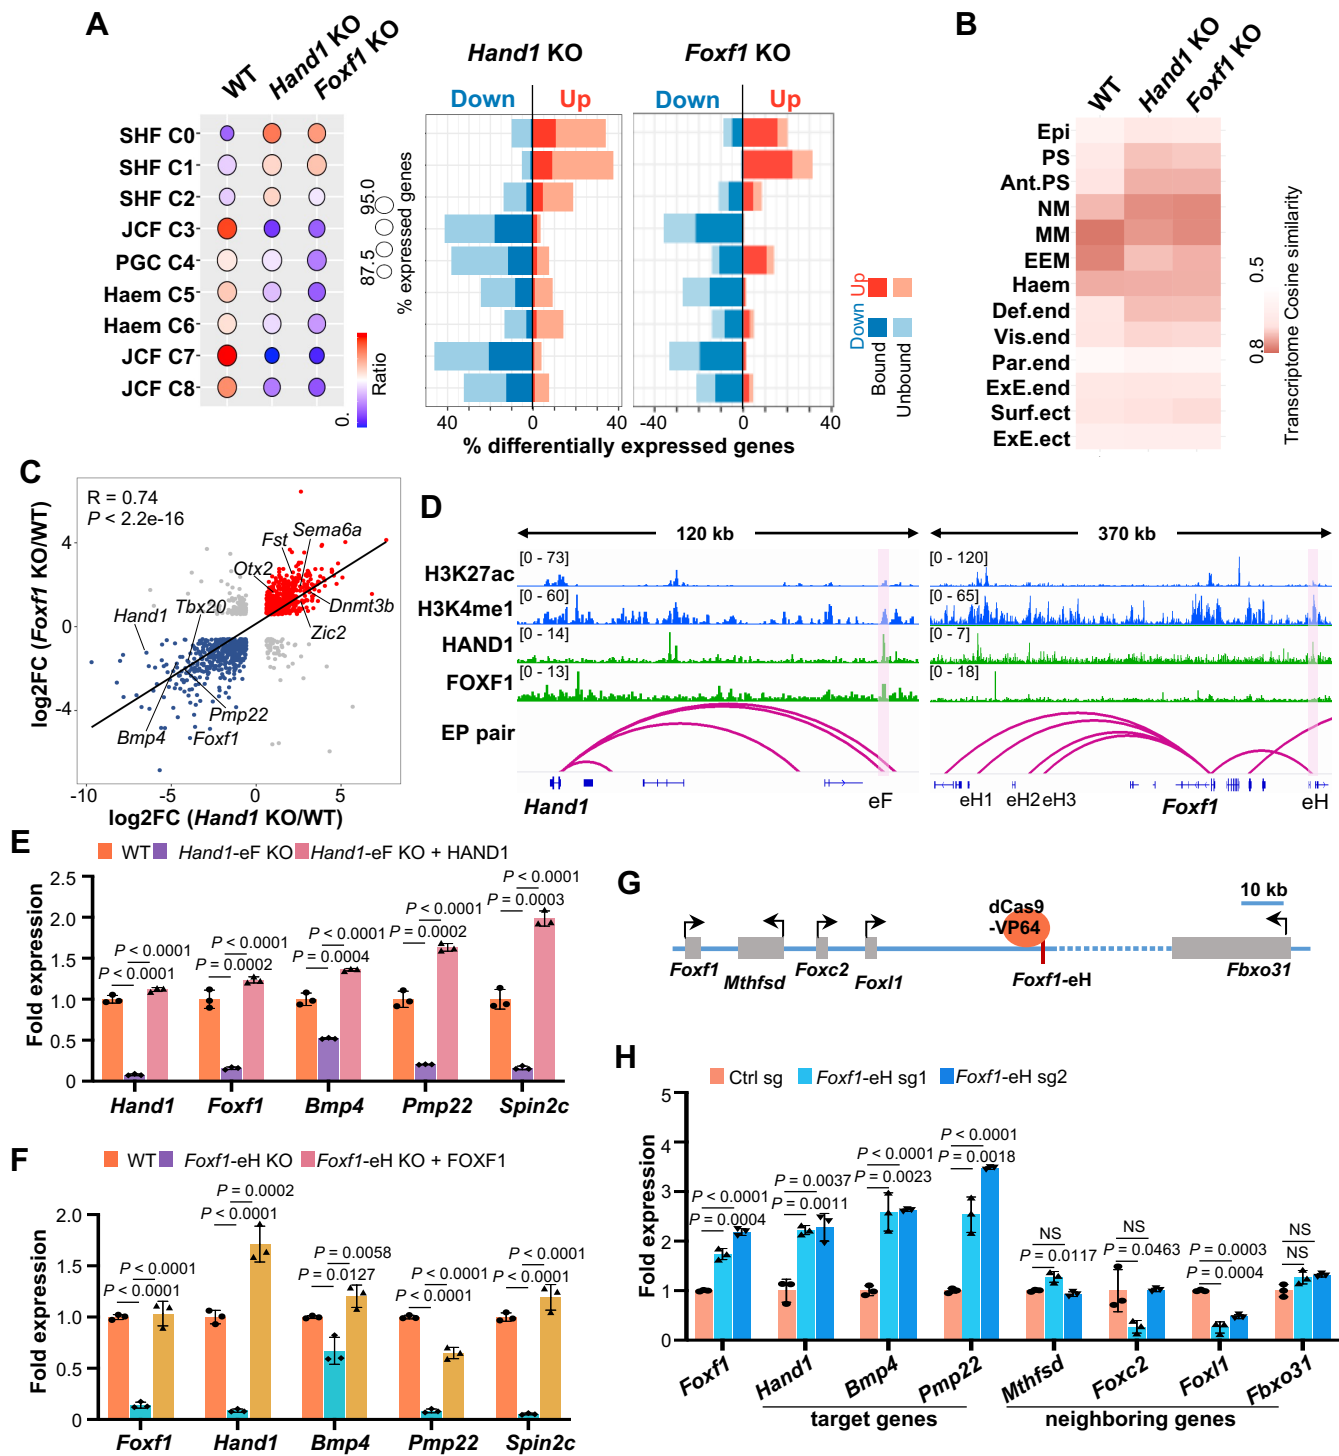 A
WT
Hand1 KO
Foxf1 KO
SHF C0
SHF C1
SHF C2
JCF C3
PGC C4
Haem C5
Haem C6
JCF C7
JCF C8
87.5 95.0
% expressed genes
0.
Ratio
Hand1 KO
Foxf1 KO
Down Up
Down Up
40 0 40
-40 0 40
% differentially expressed genes
Down Up
Bound
Unbound
B
WT
Hand1 KO
Foxf1 KO
Epi
PS
Ant.PS
NM
MM
EEM
Haem
Def.end
Vis.end
Par.end
ExE.end
Surf.ect
ExE.ect
0.8 0.5
Transcriptome Cosine similarity
C
R = 0.74
P < 2.2e-16
Sema6a
Fst
Otx2
Dnmt3b
Zic2
Tbx20
Hand1
Pmp22
Bmp4
Foxf1
4
0
-4
-10 -5 0 5
log2FC (Foxf1 KO/WT)
log2FC (Hand1 KO/WT)
D
120 kb
370 kb
H3K27ac
[0 - 73]
[0 - 120]
H3K4me1
[0 - 60]
[0 - 65]
HAND1
[0 - 14]
[0 - 7]
FOXF1
[0 - 13]
[0 - 18]
EP pair
Hand1
eF
eH1
eH2
eH3
Foxf1
eH
E
WT Hand1-eF KO Hand1-eF KO + HAND1
Fold expression
2.5
2.0
1.5
1.0
0.5
0
P < 0.0001
P < 0.0001
P < 0.0001
P = 0.0002
P < 0.0001
P = 0.0004
P < 0.0001
P = 0.0002
P < 0.0001
P = 0.0003
Hand1 Foxf1 Bmp4 Pmp22 Spin2c
F
WT Foxf1-eH KO Foxf1-eH KO + FOXF1
Fold expression
2.0
1.5
1.0
0.5
0
P < 0.0001
P < 0.0001
P = 0.0002
P < 0.0001
P = 0.0058
P = 0.0127
P < 0.0001
P < 0.0001
P < 0.0001
P < 0.0001
Foxf1 Hand1 Bmp4 Pmp22 Spin2c
G
10 kb
dCas9
-VP64
Foxf1
Mthfsd
Foxc2
Foxl1
Foxf1-eH
Fbxo31
H
Ctrl sg Foxf1-eH sg1 Foxf1-eH sg2
Fold expression
5
4
3
2
1
0
P < 0.0001
P = 0.0004
P = 0.0037
P = 0.0011
P < 0.0001
P = 0.0023
P < 0.0001
P = 0.0018
NS
P = 0.0117
NS
P = 0.0463
P = 0.0003
P = 0.0004
NS
NS
Foxf1 Hand1 Bmp4 Pmp22 Mthfsd Foxc2 Foxl1 Fbxo31
target genes
neighboring genes